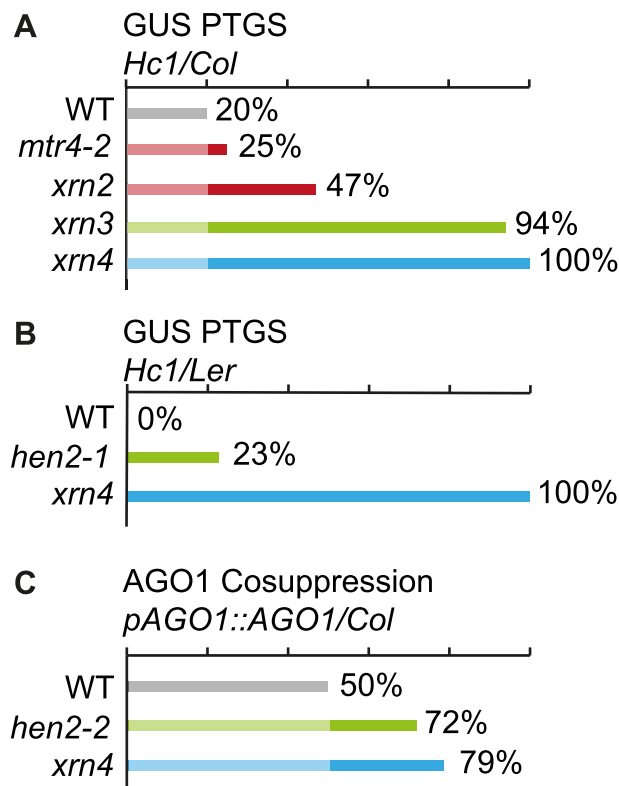 A GUS PTGS
Hc1/Col
WT 20%
mtr4-2 25%
xrn2 47%
xrn3 94%
xrn4 100%
B GUS PTGS
Hc1/Ler
WT 0%
hen2-1 23%
xrn4 100%
C AGO1 Cosuppression
pAGO1::AGO1/Col
WT 50%
hen2-2 72%
xrn4 79%